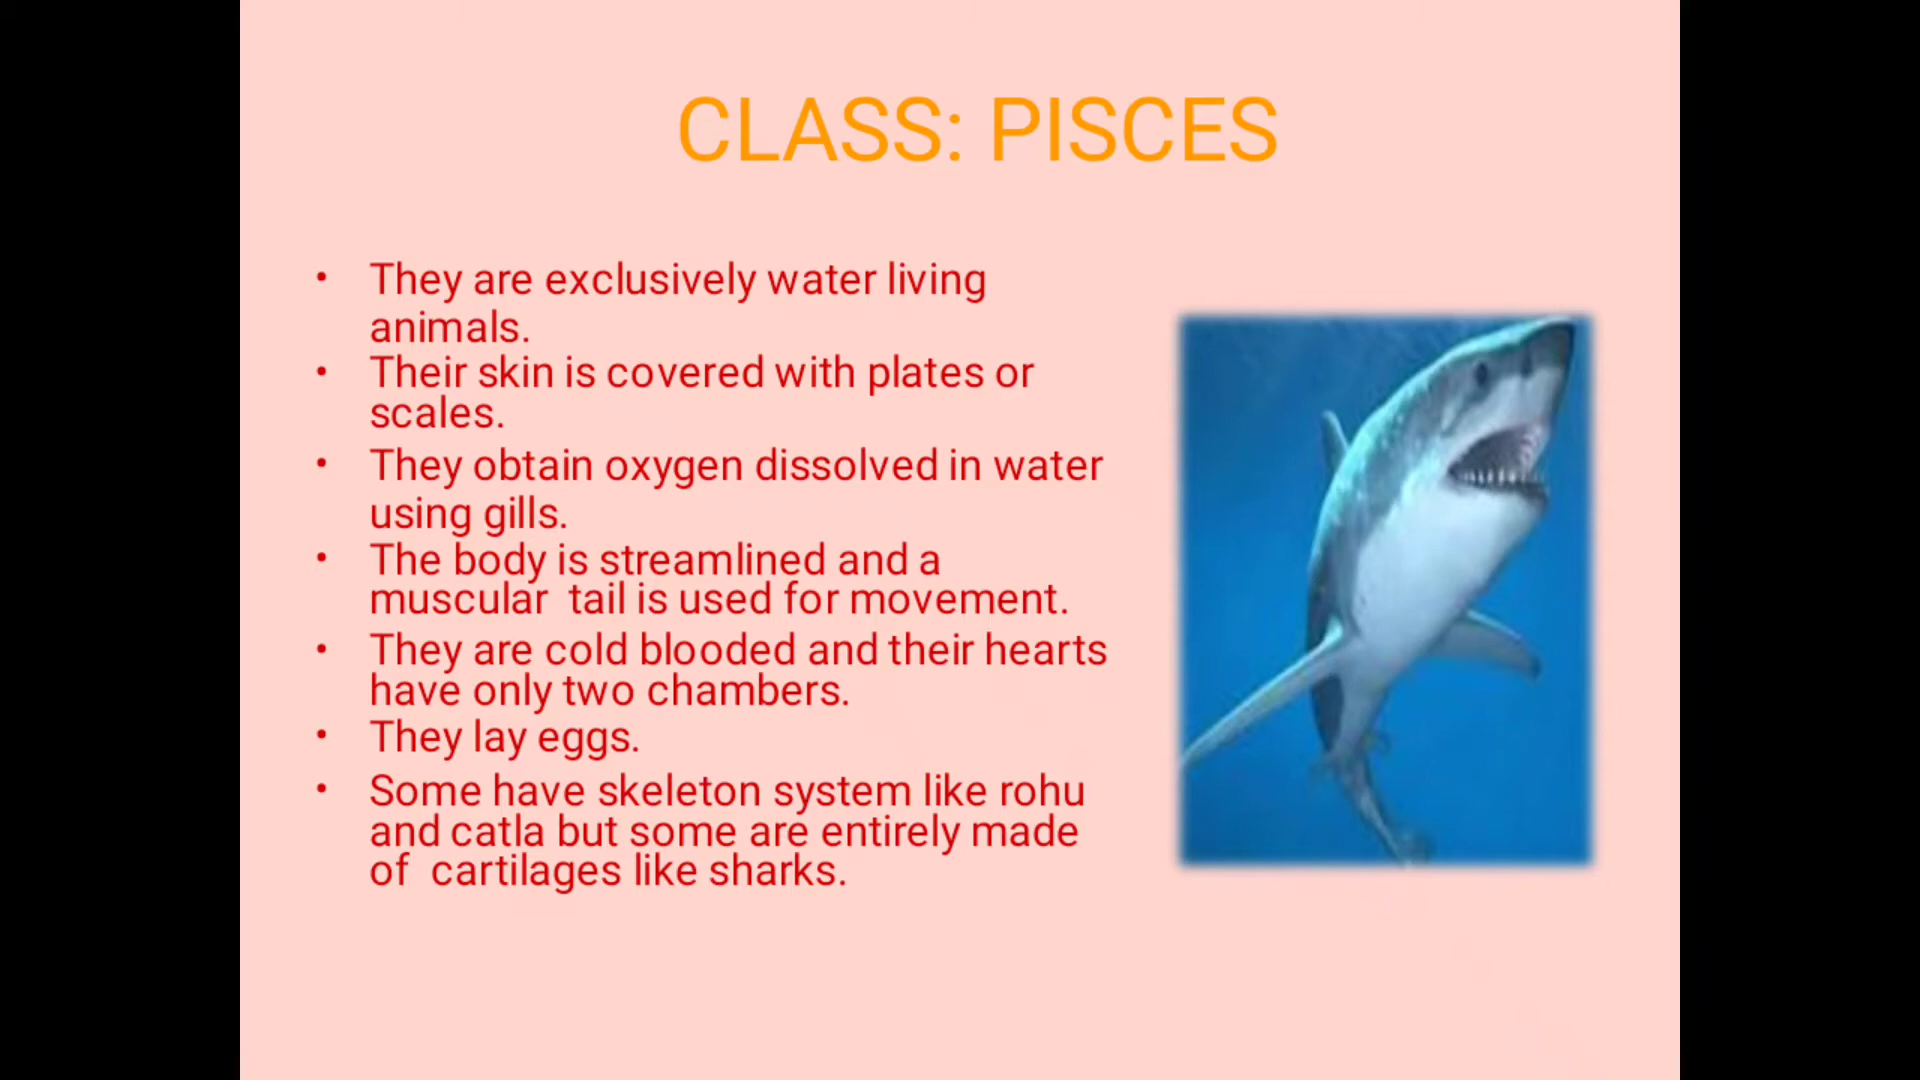 CLASS: PISCES
• They are exclusively water living
animals.
• Their skin is covered with plates or
scales.
• They obtain oxygen dissolved in water
using gills.
• The body is streamlined and a
muscular  tail is used for movement.
• They are cold blooded and their hearts
have only two chambers.
• They lay eggs.
• Some have skeleton system like rohu
and catla but some are entirely made
of  cartilages like sharks.